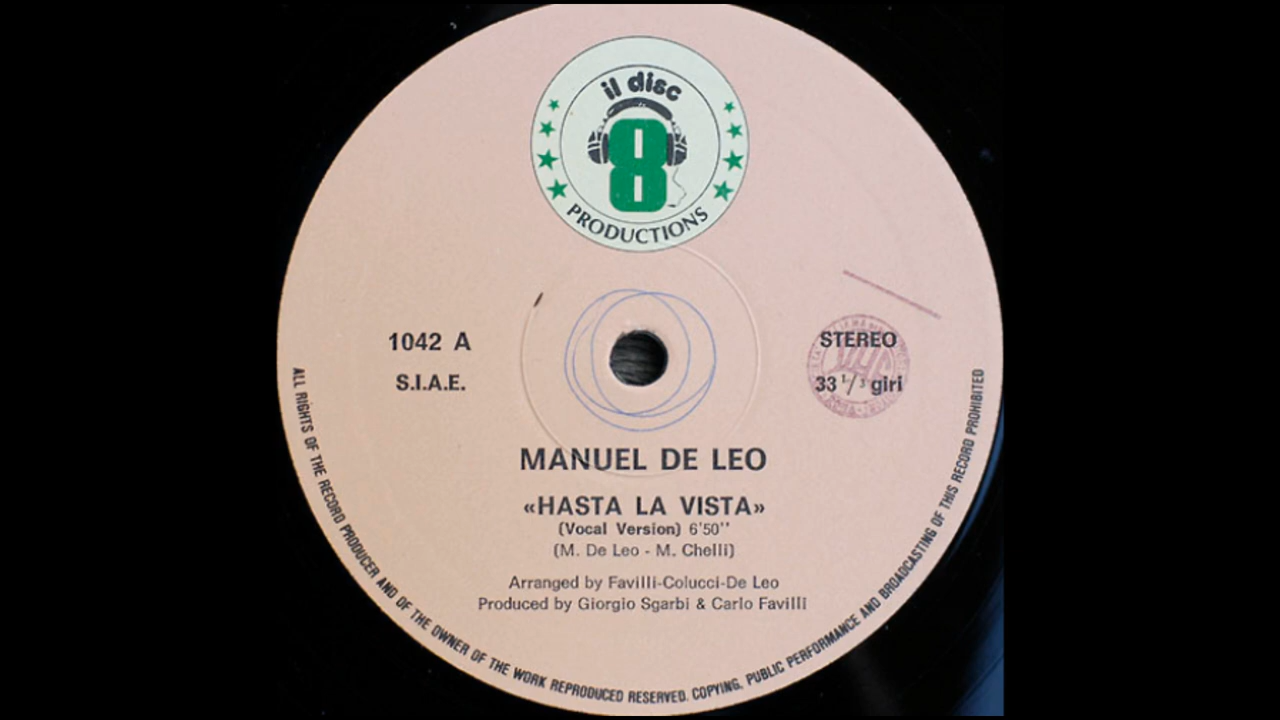 il disc
8
PRODUCTIONS
1042 A
S.I.A.E.
STEREO
33 1/3 giri
MANUEL DE LEO
«HASTA LA VISTA»
(Vocal Version) 6'50''
(M. De Leo - M. Chelli)
Arranged by Favilli-Colucci-De Leo
Produced by Giorgio Sgarbi & Carlo Favilli
ALL RIGHTS OF THE RECORD PRODUCER AND OF THE OWNER OF THE WORK REPRODUCED RESERVED. COPYING, PUBLIC PERFORMANCE AND BROADCASTING OF THIS RECORD PROHIBITED